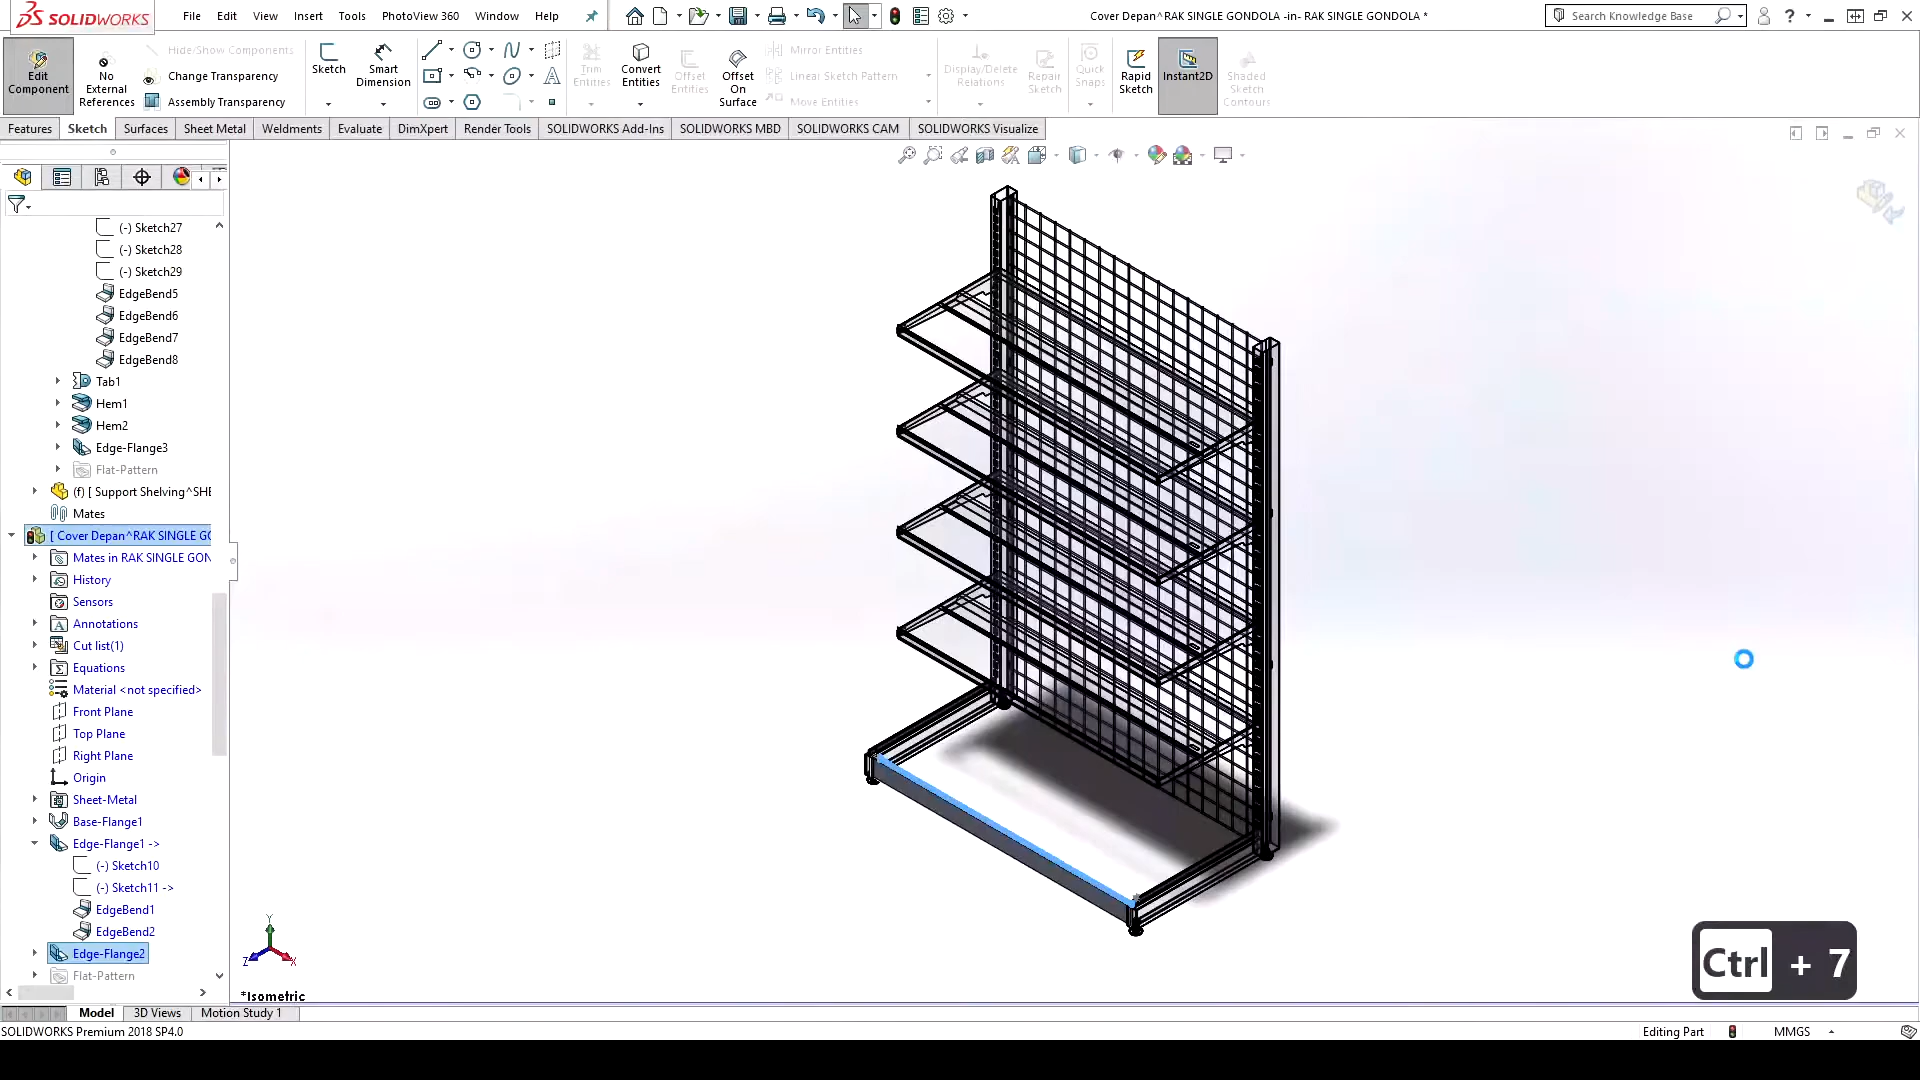 SOLIDWORKS
File Edit View Insert Tools PhotoView 360 Window Help
Cover Depan^RAK SINGLE GONDOLA -in- RAK SINGLE GONDOLA *
Search Knowledge Base
?
Edit Component
No External References
Hide/Show Components
Change Transparency
Assembly Transparency
Sketch
Smart Dimension
Trim Entities
Convert Entities
Offset Entities
Offset On Surface
Mirror Entities
Linear Sketch Pattern
Move Entities
Display/Delete Relations
Repair Sketch
Quick Snaps
Rapid Sketch
Instant2D
Shaded Sketch Contours
Features Sketch Surfaces Sheet Metal Weldments Evaluate DimXpert Render Tools SOLIDWORKS Add-Ins SOLIDWORKS MBD SOLIDWORKS CAM SOLIDWORKS Visualize
(-) Sketch27
(-) Sketch28
(-) Sketch29
EdgeBend5
EdgeBend6
EdgeBend7
EdgeBend8
Tab1
Hem1
Hem2
Edge-Flange3
Flat-Pattern
(f) [ Support Shelving^SHE
Mates
[ Cover Depan^RAK SINGLE GO
Mates in RAK SINGLE GON
History
Sensors
Annotations
Cut list(1)
Equations
Material <not specified>
Front Plane
Top Plane
Right Plane
Origin
Sheet-Metal
Base-Flange1
Edge-Flange1 ->
(-) Sketch10
(-) Sketch11 ->
EdgeBend1
EdgeBend2
Edge-Flange2
Flat-Pattern
Y
Z
X
*Isometric
Ctrl + 7
Model 3D Views Motion Study 1
SOLIDWORKS Premium 2018 SP4.0
Editing Part
MMGS